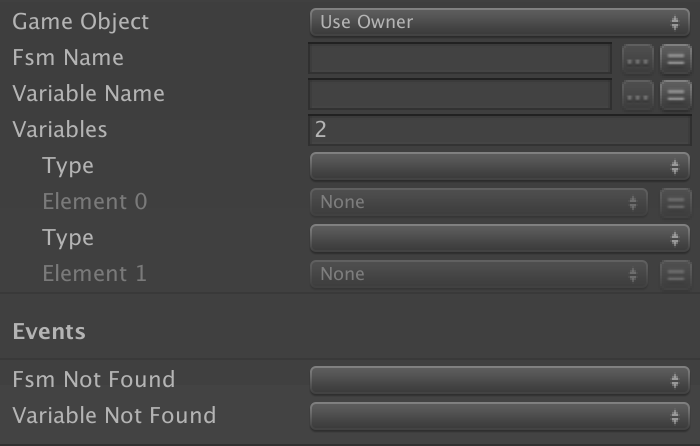 Game Object Use Owner
Fsm Name ...
Variable Name ...
Variables 2
Type
Element 0 None
Type
Element 1 None
Events
Fsm Not Found
Variable Not Found